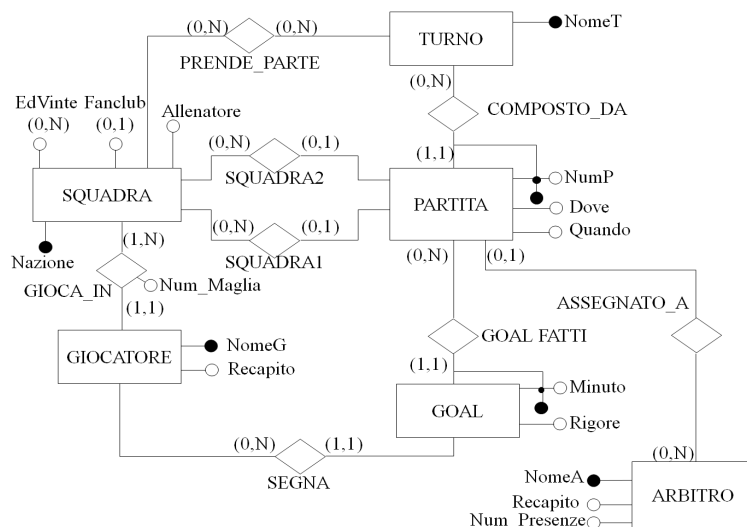 NomeT
(0,N) (0,N)
TURNO
PRENDE_PARTE
(0,N)
EdVinte Fanclub
(0,N) (0,1)
Allenatore
COMPOSTO_DA
(0,N) (0,1)
(1,1)
SQUADRA2
NumP
SQUADRA
PARTITA
Dove
(0,N) (0,1)
Quando
(1,N)
SQUADRA1
(0,N) (0,1)
Nazione
GIOCA_IN
Num_Maglia
(1,1)
ASSEGNATO_A
GOAL FATTI
NomeG
GIOCATORE
Recapito
(1,1)
Minuto
GOAL
Rigore
(0,N) (1,1)
SEGNA
(0,N)
NomeA
ARBITRO
Recapito
Num_Presenze